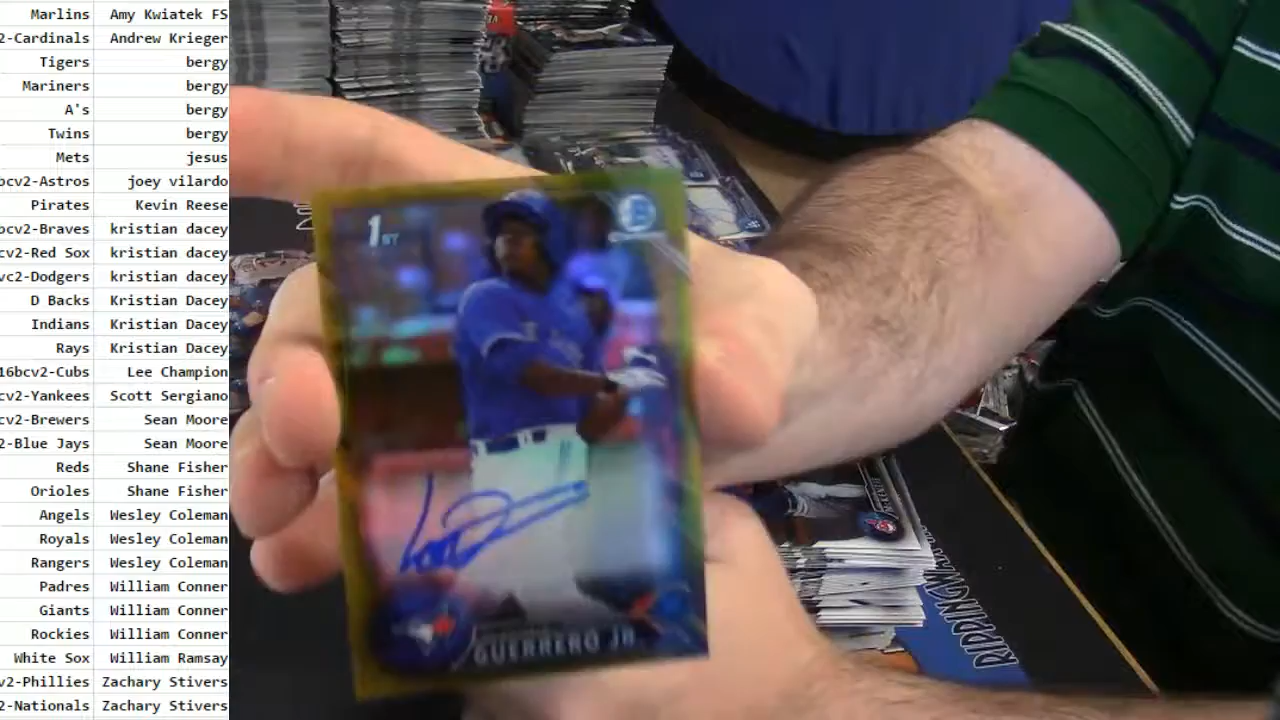 Marlins Amy Kwiatek FS
2-Cardinals Andrew Krieger
Tigers bergy
Mariners bergy
A's bergy
Twins bergy
Mets jesus
bcv2-Astros joey vilardo
Pirates Kevin Reese
bcv2-Braves kristian dacey
cv2-Red Sox kristian dacey
vc2-Dodgers kristian dacey
D Backs Kristian Dacey
Indians Kristian Dacey
Rays Kristian Dacey
16bcv2-Cubs Lee Champion
cv2-Yankees Scott Sergiano
cv2-Brewers Sean Moore
2-Blue Jays Sean Moore
Reds Shane Fisher
Orioles Shane Fisher
Angels Wesley Coleman
Royals Wesley Coleman
Rangers Wesley Coleman
Padres William Conner
Giants William Conner
Rockies William Conner
White Sox William Ramsay
v2-Phillies Zachary Stivers
2-Nationals Zachary Stivers
1ST
B
GUERRERO JR.